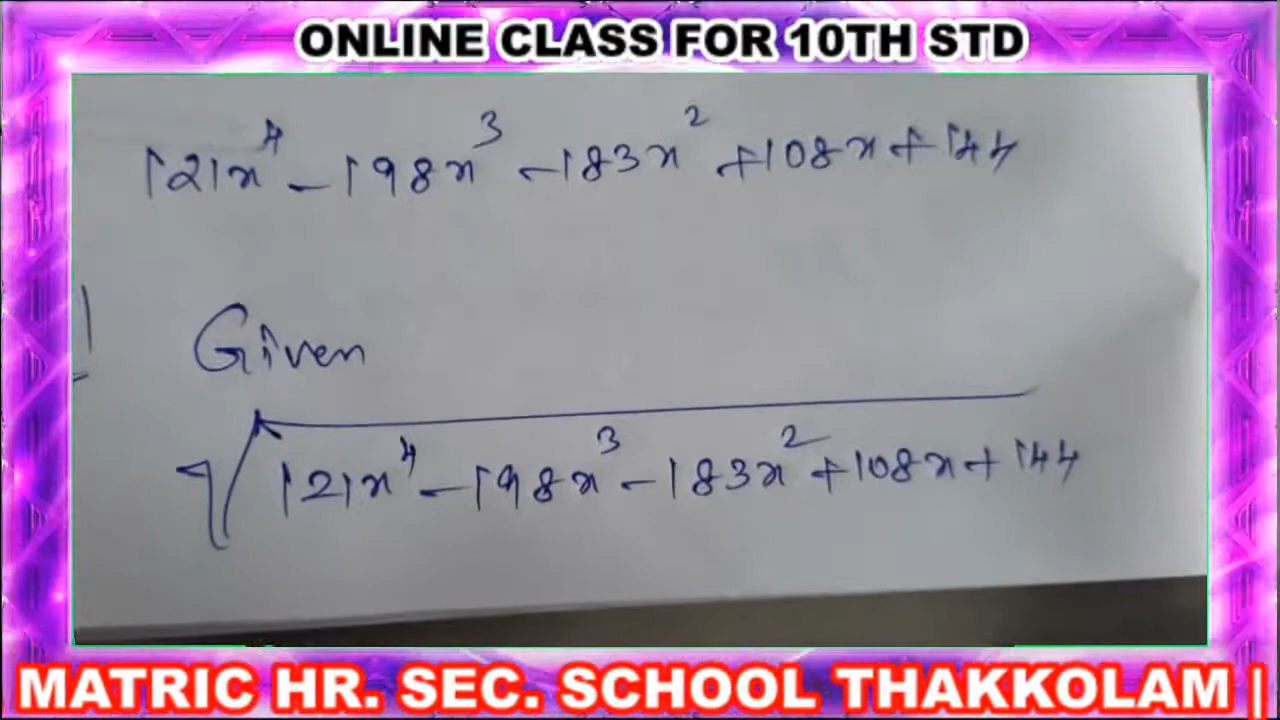 ONLINE CLASS FOR 10TH STD
121x⁴ - 198x³ - 183x² + 108x + 144
Given
√121x⁴ - 198x³ - 183x² + 108x + 144
MATRIC HR. SEC. SCHOOL THAKKOLAM |